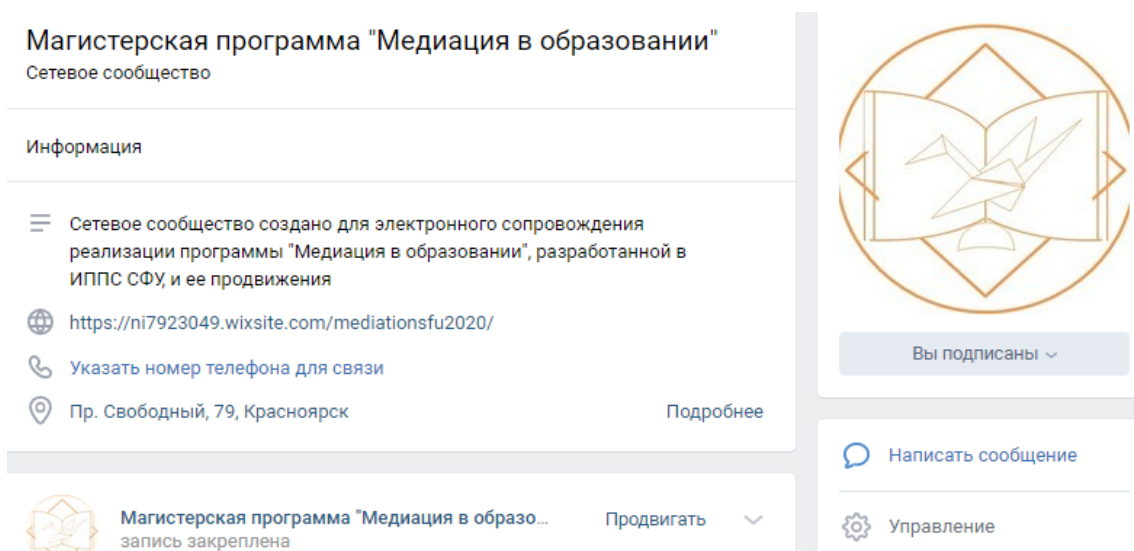 Магистерская программа "Медиация в образовании"
Сетевое сообщество
Информация
Сетевое сообщество создано для электронного сопровождения
реализации программы "Медиация в образовании", разработанной в
ИППС СФУ, и ее продвижения
https://ni7923049.wixsite.com/mediationsfu2020/
Указать номер телефона для связи
Пр. Свободный, 79, Красноярск
Подробнее
Магистерская программа "Медиация в образо...
запись закреплена
Продвигать
Вы подписаны
Написать сообщение
Управление